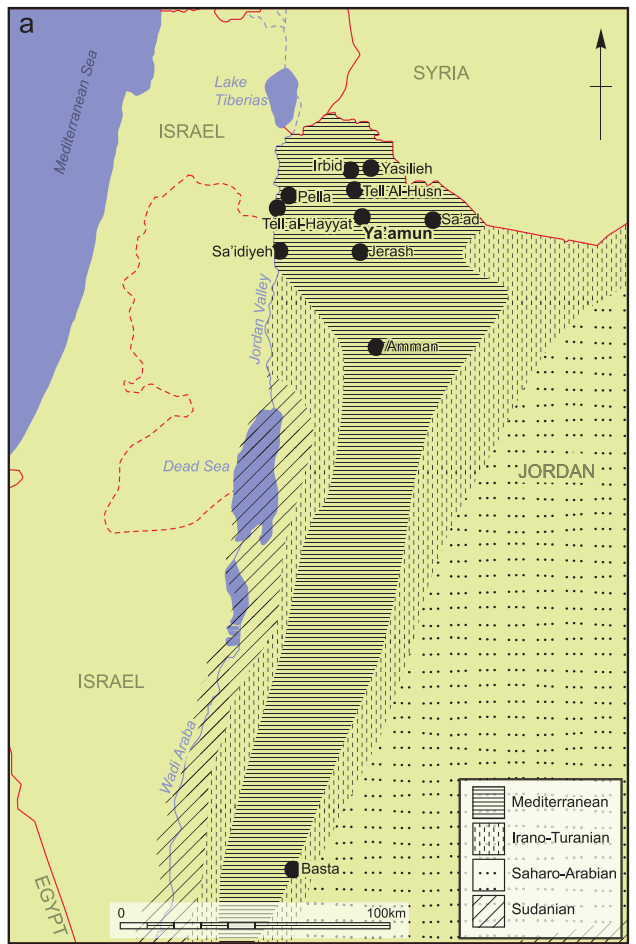 a
Mediterranean Sea
Lake
Tiberias
SYRIA
ISRAEL
Irbid
Yasilieh
Pella
Tell Al-Husn
Tell al-Hayyat
Sa'ad
Ya'amun
Sa'idiyeh
Jerash
Jordan Valley
Amman
Dead Sea
JORDAN
ISRAEL
Wadi Araba
Basta
EGYPT
0
100km
Mediterranean
Irano-Turanian
Saharo-Arabian
Sudanian